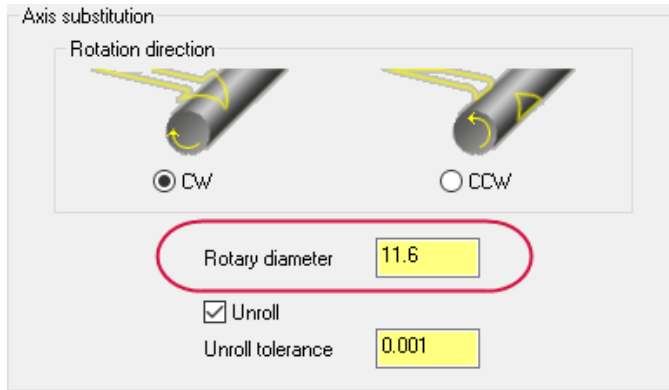 Axis substitution
Rotation direction
CW
CCW
Rotary diameter 11.6
Unroll
Unroll tolerance 0.001